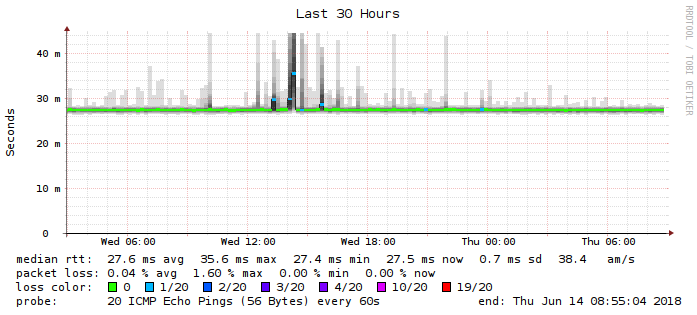 Last 30 Hours
RRDTOOL / TOBI OETIKER
Seconds
40 m
30 m
20 m
10 m
0
Wed 06:00 Wed 12:00 Wed 18:00 Thu 00:00 Thu 06:00
median rtt: 27.6 ms avg 35.6 ms max 27.4 ms min 27.5 ms now 0.7 ms sd 38.4 am/s
packet loss: 0.04 % avg 1.60 % max 0.00 % min 0.00 % now
loss color: 0 1/20 2/20 3/20 4/20 10/20 19/20
probe: 20 ICMP Echo Pings (56 Bytes) every 60s end: Thu Jun 14 08:55:04 2018